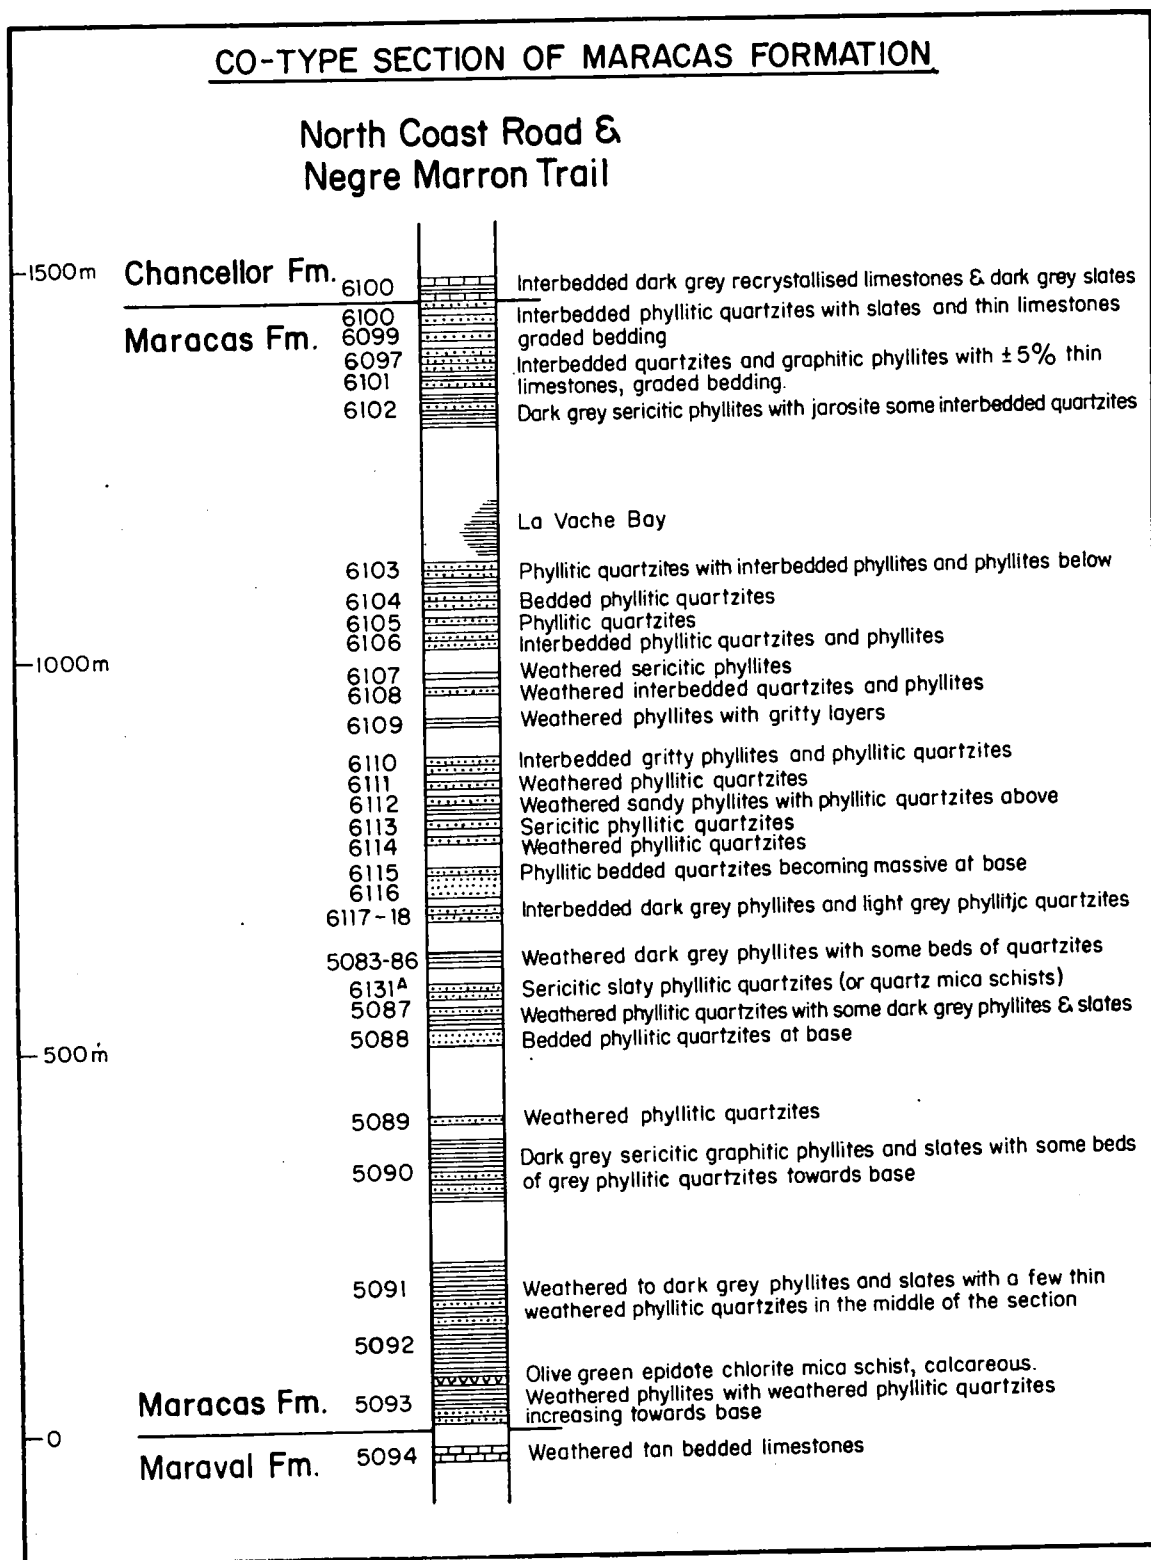 CO-TYPE SECTION OF MARACAS FORMATION
North Coast Road &
Negre Marron Trail
1500m
Chancellor Fm.
6100 Interbedded dark grey recrystallised limestones & dark grey slates
Maracas Fm.
6100 Interbedded phyllitic quartzites with slates and thin limestones
6099 graded bedding
6097 Interbedded quartzites and graphitic phyllites with ± 5% thin
6101 limestones, graded bedding.
6102 Dark grey sericitic phyllites with jarosite some interbedded quartzites
La Vache Bay
6103 Phyllitic quartzites with interbedded phyllites and phyllites below
6104 Bedded phyllitic quartzites
6105 Phyllitic quartzites
6106 Interbedded phyllitic quartzites and phyllites
1000m
6107 Weathered sericitic phyllites
6108 Weathered interbedded quartzites and phyllites
6109 Weathered phyllites with gritty layers
6110 Interbedded gritty phyllites and phyllitic quartzites
6111 Weathered phyllitic quartzites
6112 Weathered sandy phyllites with phyllitic quartzites above
6113 Sericitic phyllitic quartzites
6114 Weathered phyllitic quartzites
6115 Phyllitic bedded quartzites becoming massive at base
6116
6117-18 Interbedded dark grey phyllites and light grey phyllitic quartzites
5083-86 Weathered dark grey phyllites with some beds of quartzites
6131A Sericitic slaty phyllitic quartzites (or quartz mica schists)
5087 Weathered phyllitic quartzites with some dark grey phyllites & slates
5088 Bedded phyllitic quartzites at base
500m
5089 Weathered phyllitic quartzites
5090 Dark grey sericitic graphitic phyllites and slates with some beds
of grey phyllitic quartzites towards base
5091 Weathered to dark grey phyllites and slates with a few thin
weathered phyllitic quartzites in the middle of the section
5092
Olive green epidote chlorite mica schist, calcareous.
Maracas Fm. 5093 Weathered phyllites with weathered phyllitic quartzites
increasing towards base
0
Maraval Fm. 5094 Weathered tan bedded limestones